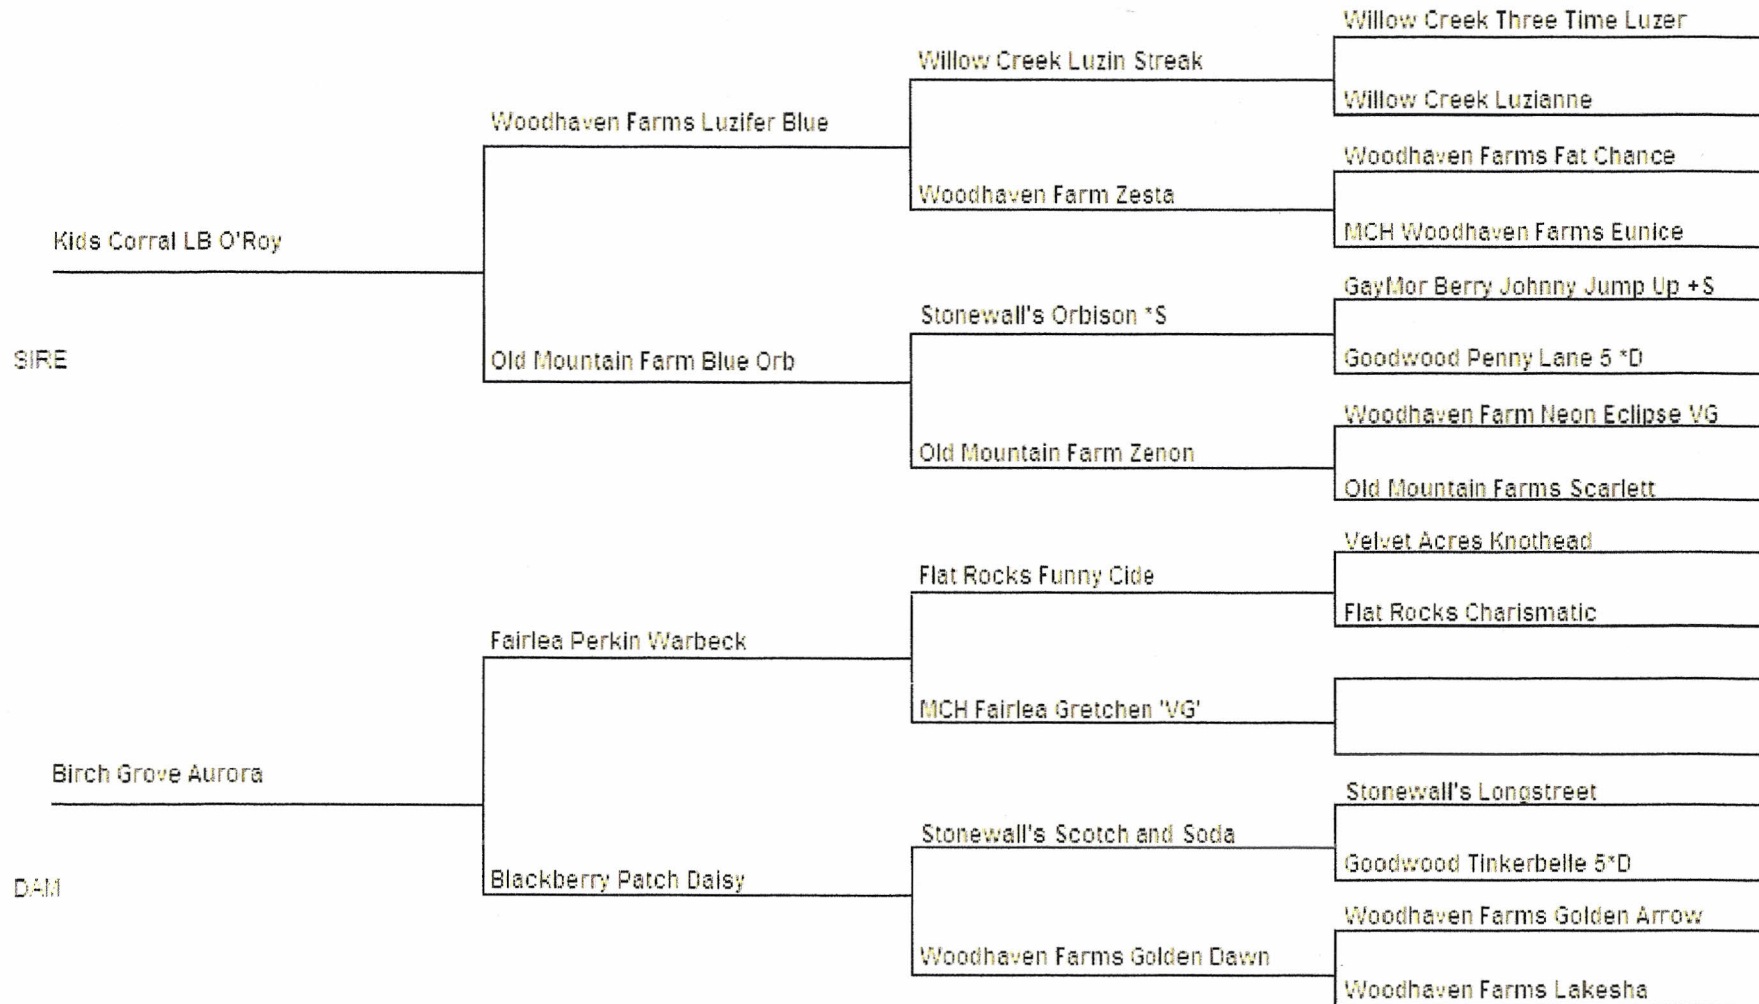 Willow Creek Three Time Luzer
Willow Creek Luzin Streak
Willow Creek Luzianne
Woodhaven Farms Luzifer Blue
Woodhaven Farms Fat Chance
Woodhaven Farm Zesta
MCH Woodhaven Farms Eunice
Kids Corral LB O'Roy
GayMor Berry Johnny Jump Up +S
Stonewall's Orbison *S
SIRE
Old Mountain Farm Blue Orb
Goodwood Penny Lane 5 *D
Woodhaven Farm Neon Eclipse VG
Old Mountain Farm Zenon
Old Mountain Farms Scarlett
Velvet Acres Knothead
Flat Rocks Funny Cide
Flat Rocks Charismatic
Fairlea Perkin Warbeck
MCH Fairlea Gretchen 'VG'
Birch Grove Aurora
Stonewall's Longstreet
Stonewall's Scotch and Soda
Goodwood Tinkerbelle 5*D
DAM
Blackberry Patch Daisy
Woodhaven Farms Golden Arrow
Woodhaven Farms Golden Dawn
Woodhaven Farms Lakesha